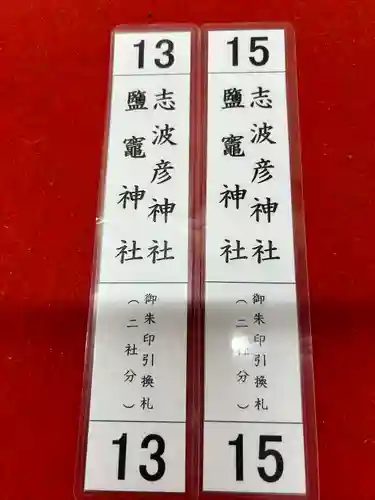 13
志波彦神社
鹽竈神社
御朱印引換札
（二社分）
13
15
志波彦神社
鹽竈神社
御朱印引換札
（二社分）
15